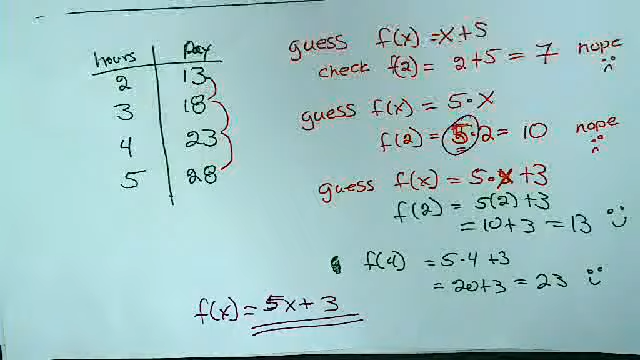 hours Pay
2 13
3 18
4 23
5 28
guess f(x) = x+5
check f(2) = 2+5 = 7 nope
guess f(x) = 5·x
f(2) = 5·2 = 10 nope
guess f(x) = 5·x+3
f(2) = 5(2)+3
= 10+3 = 13
f(4) = 5·4+3
= 20+3 = 23
f(x) = 5x+3